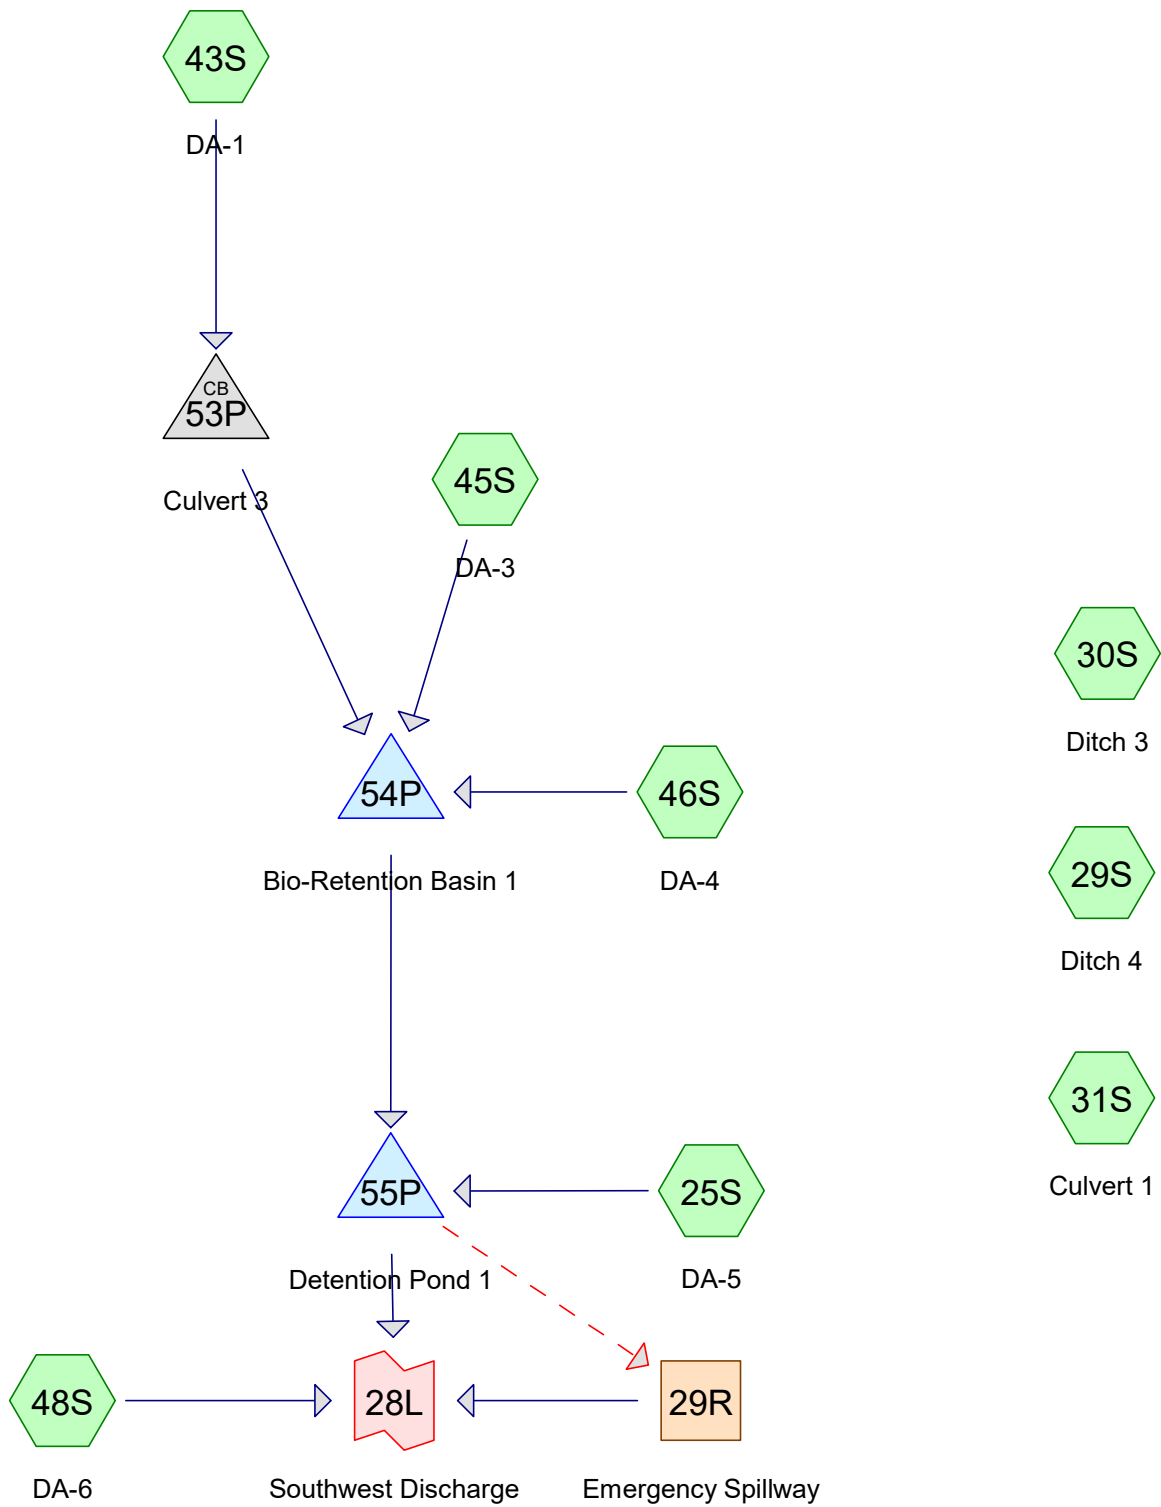 43S
DA-1
CB
53P
Culvert 3
45S
DA-3
30S
Ditch 3
54P
46S
Bio-Retention Basin 1
DA-4
29S
Ditch 4
31S
Culvert 1
55P
25S
Detention Pond 1
DA-5
48S
28L
29R
DA-6
Southwest Discharge
Emergency Spillway